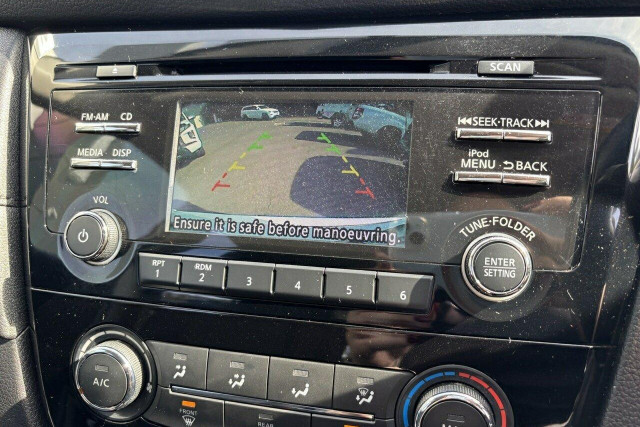 SCAN
FM·AM CD
MEDIA DISP
SEEK·TRACK
iPod
MENU BACK
VOL
TUNE·FOLDER
ENTER
SETTING
Ensure it is safe before manoeuvring.
RPT
1
RDM
2
3
4
5
6
A/C
FRONT
REAR